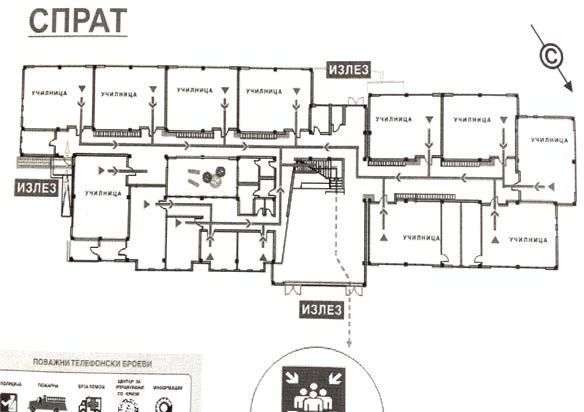 СПРАТ
ИЗЛЕЗ
С
УЧИЛНИЦА УЧИЛНИЦА УЧИЛНИЦА УЧИЛНИЦА
УЧИЛНИЦА УЧИЛНИЦА УЧИЛНИЦА
ИЗЛЕЗ
УЧИЛНИЦА
УЧИЛНИЦА УЧИЛНИЦА
ИЗЛЕЗ
ПОВАЖНИ ТЕЛЕФОНСКИ БРОЕВИ
ПОЛИЦИЈА ПОЖАРНА БРЗА ПОМОШ ЦЕНТАР ЗА УПРАВУВАЊЕ СО КРИЗИ ИНФОРМАЦИИ